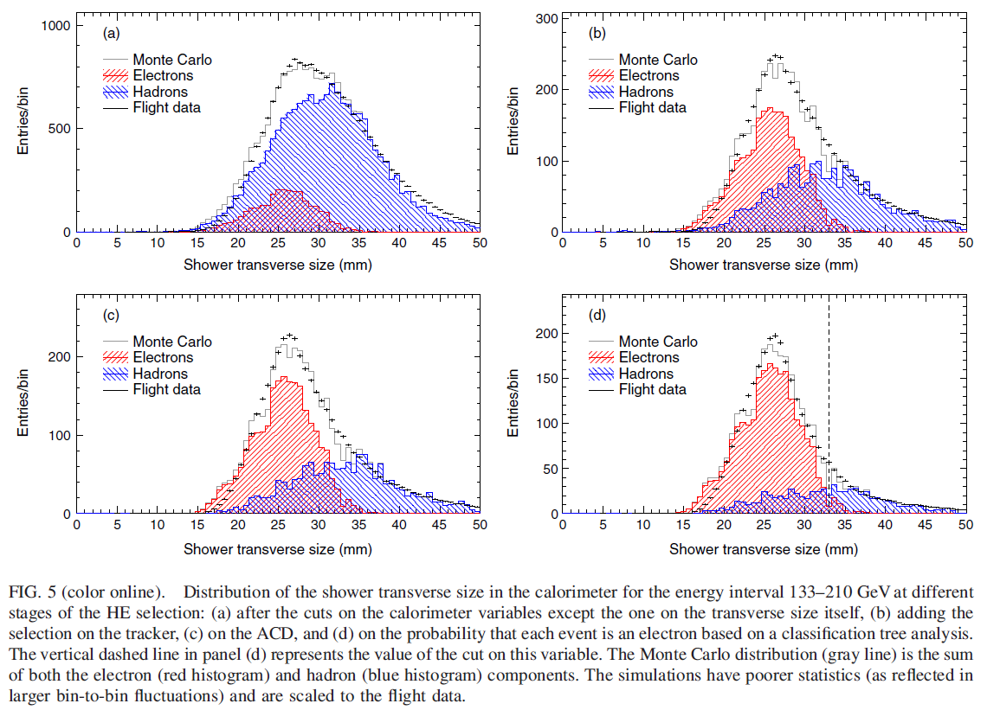 (a)
Monte Carlo
Electrons
Hadrons
Flight data
Entries/bin
1000
500
0
0 5 10 15 20 25 30 35 40 45 50
Shower transverse size (mm)
(b)
Monte Carlo
Electrons
Hadrons
Flight data
Entries/bin
300
200
100
0
0 5 10 15 20 25 30 35 40 45 50
Shower transverse size (mm)
(c)
Monte Carlo
Electrons
Hadrons
Flight data
Entries/bin
200
100
0
0 5 10 15 20 25 30 35 40 45 50
Shower transverse size (mm)
(d)
Monte Carlo
Electrons
Hadrons
Flight data
Entries/bin
200
150
100
50
0
0 5 10 15 20 25 30 35 40 45 50
Shower transverse size (mm)
FIG. 5 (color online). Distribution of the shower transverse size in the calorimeter for the energy interval 133–210 GeV at different
stages of the HE selection: (a) after the cuts on the calorimeter variables except the one on the transverse size itself, (b) adding the
selection on the tracker, (c) on the ACD, and (d) on the probability that each event is an electron based on a classification tree analysis.
The vertical dashed line in panel (d) represents the value of the cut on this variable. The Monte Carlo distribution (gray line) is the sum
of both the electron (red histogram) and hadron (blue histogram) components. The simulations have poorer statistics (as reflected in
larger bin-to-bin fluctuations) and are scaled to the flight data.